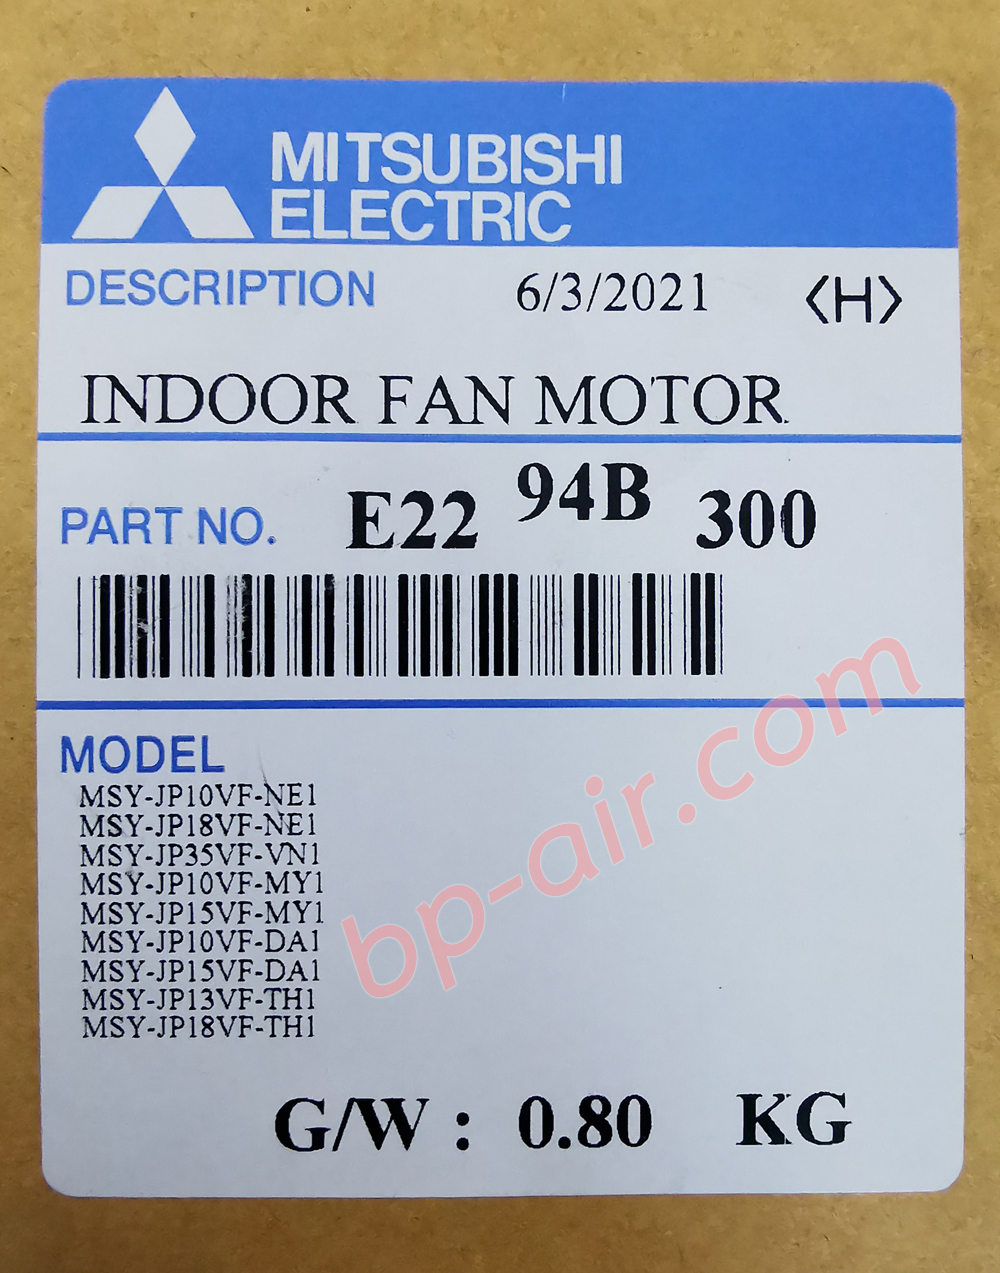 MITSUBISHI
ELECTRIC
DESCRIPTION 6/3/2021 <H>
INDOOR FAN MOTOR
PART NO. E22 94B 300
MODEL
MSY-JP10VF-NE1
MSY-JP18VF-NE1
MSY-JP35VF-VN1
MSY-JP10VF-MY1
MSY-JP15VF-MY1
MSY-JP10VF-DA1
MSY-JP15VF-DA1
MSY-JP13VF-TH1
MSY-JP18VF-TH1
bp-air.com
G/W : 0.80 KG